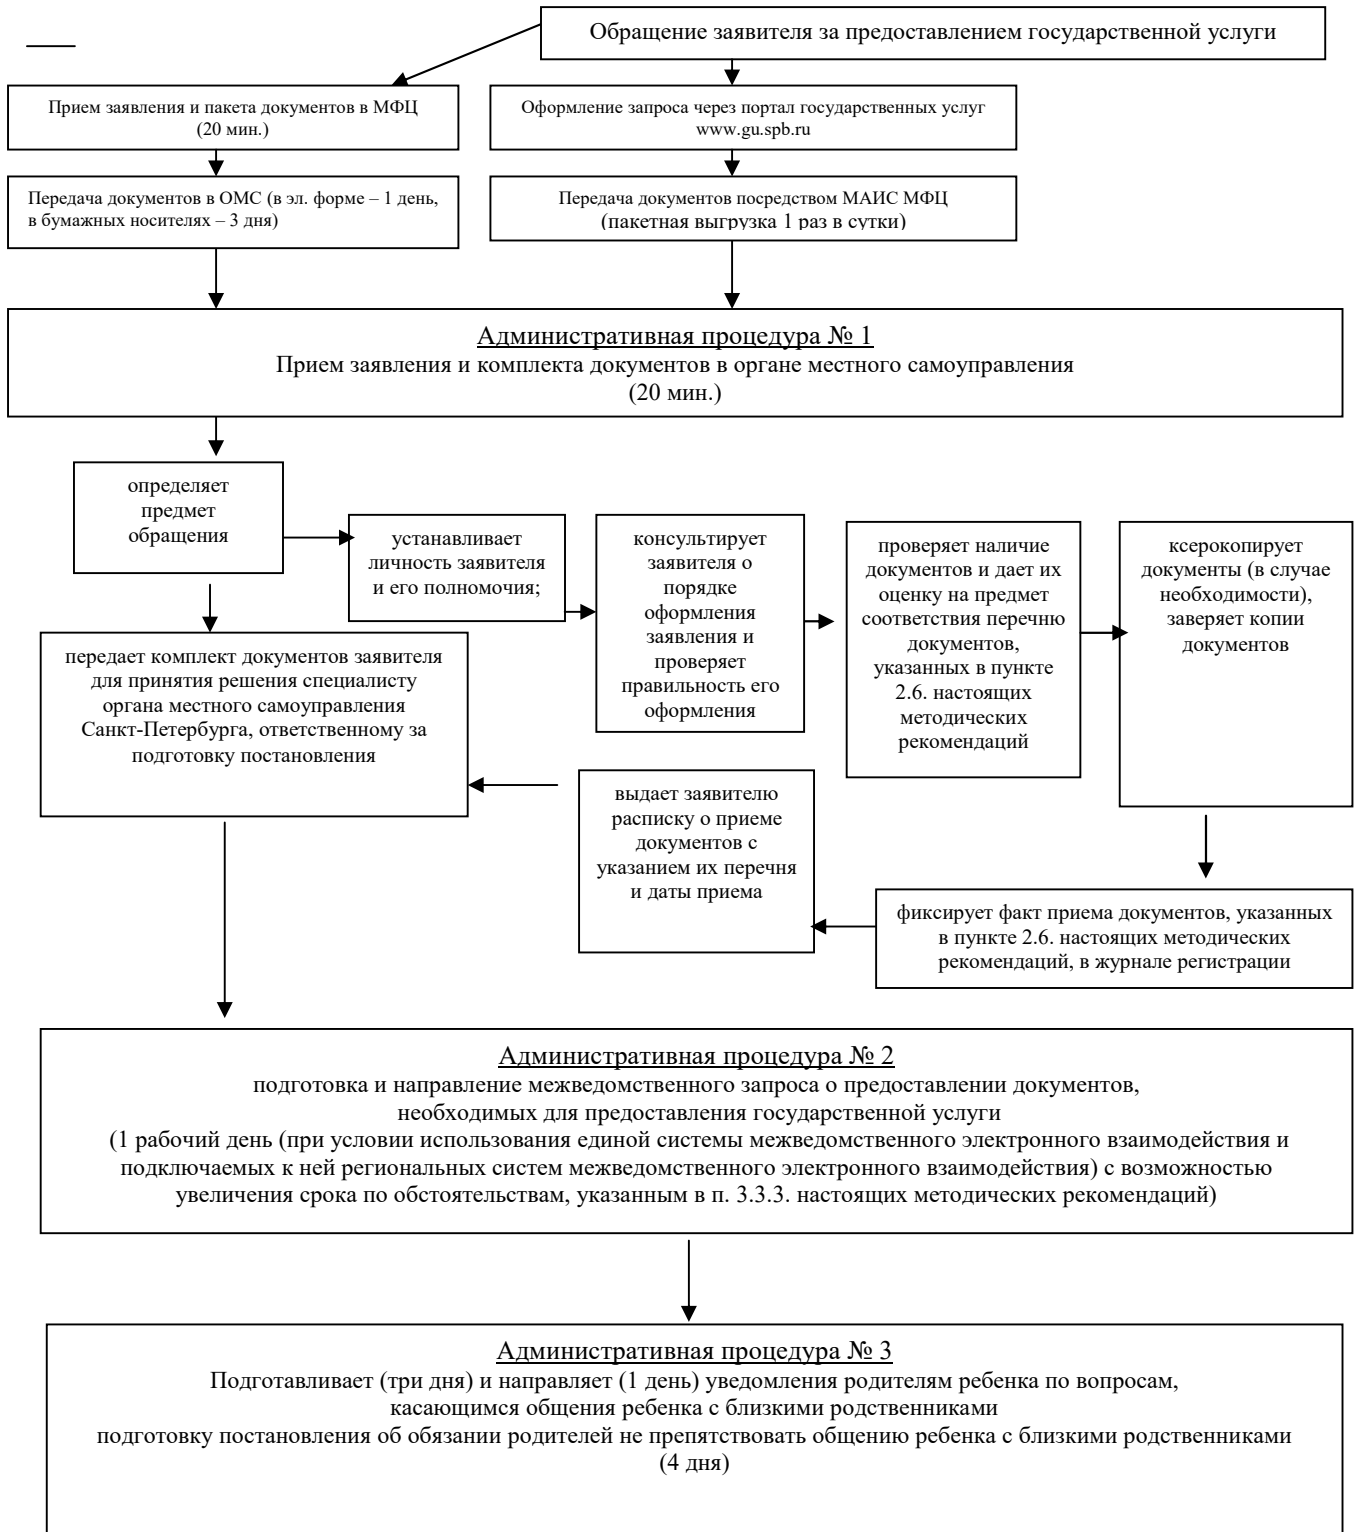 Обращение заявителя за предоставлением государственной услуги
Прием заявления и пакета документов в МФЦ
(20 мин.)
Оформление запроса через портал государственных услуг
www.gu.spb.ru
Передача документов в ОМС (в эл. форме – 1 день,
в бумажных носителях – 3 дня)
Передача документов посредством МАИС МФЦ
(пакетная выгрузка 1 раз в сутки)
Административная процедура № 1
Прием заявления и комплекта документов в органе местного самоуправления
(20 мин.)
определяет
предмет
обращения
устанавливает
личность заявителя
и его полномочия;
консультирует
заявителя о
порядке
оформления
заявления и
проверяет
правильность его
оформления
проверяет наличие
документов и дает их
оценку на предмет
соответствия перечню
документов,
указанных в пункте
2.6. настоящих
методических
рекомендаций
ксерокопирует
документы (в случае
необходимости),
заверяет копии
документов
передает комплект документов заявителя
для принятия решения специалисту
органа местного самоуправления
Санкт-Петербурга, ответственному за
подготовку постановления
выдает заявителю
расписку о приеме
документов с
указанием их перечня
и даты приема
фиксирует факт приема документов, указанных
в пункте 2.6. настоящих методических
рекомендаций, в журнале регистрации
Административная процедура № 2
подготовка и направление межведомственного запроса о предоставлении документов,
необходимых для предоставления государственной услуги
(1 рабочий день (при условии использования единой системы межведомственного электронного взаимодействия и
подключаемых к ней региональных систем межведомственного электронного взаимодействия) с возможностью
увеличения срока по обстоятельствам, указанным в п. 3.3.3. настоящих методических рекомендаций)
Административная процедура № 3
Подготавливает (три дня) и направляет (1 день) уведомления родителям ребенка по вопросам,
касающимся общения ребенка с близкими родственниками
подготовку постановления об обязании родителей не препятствовать общению ребенка с близкими родственниками
(4 дня)